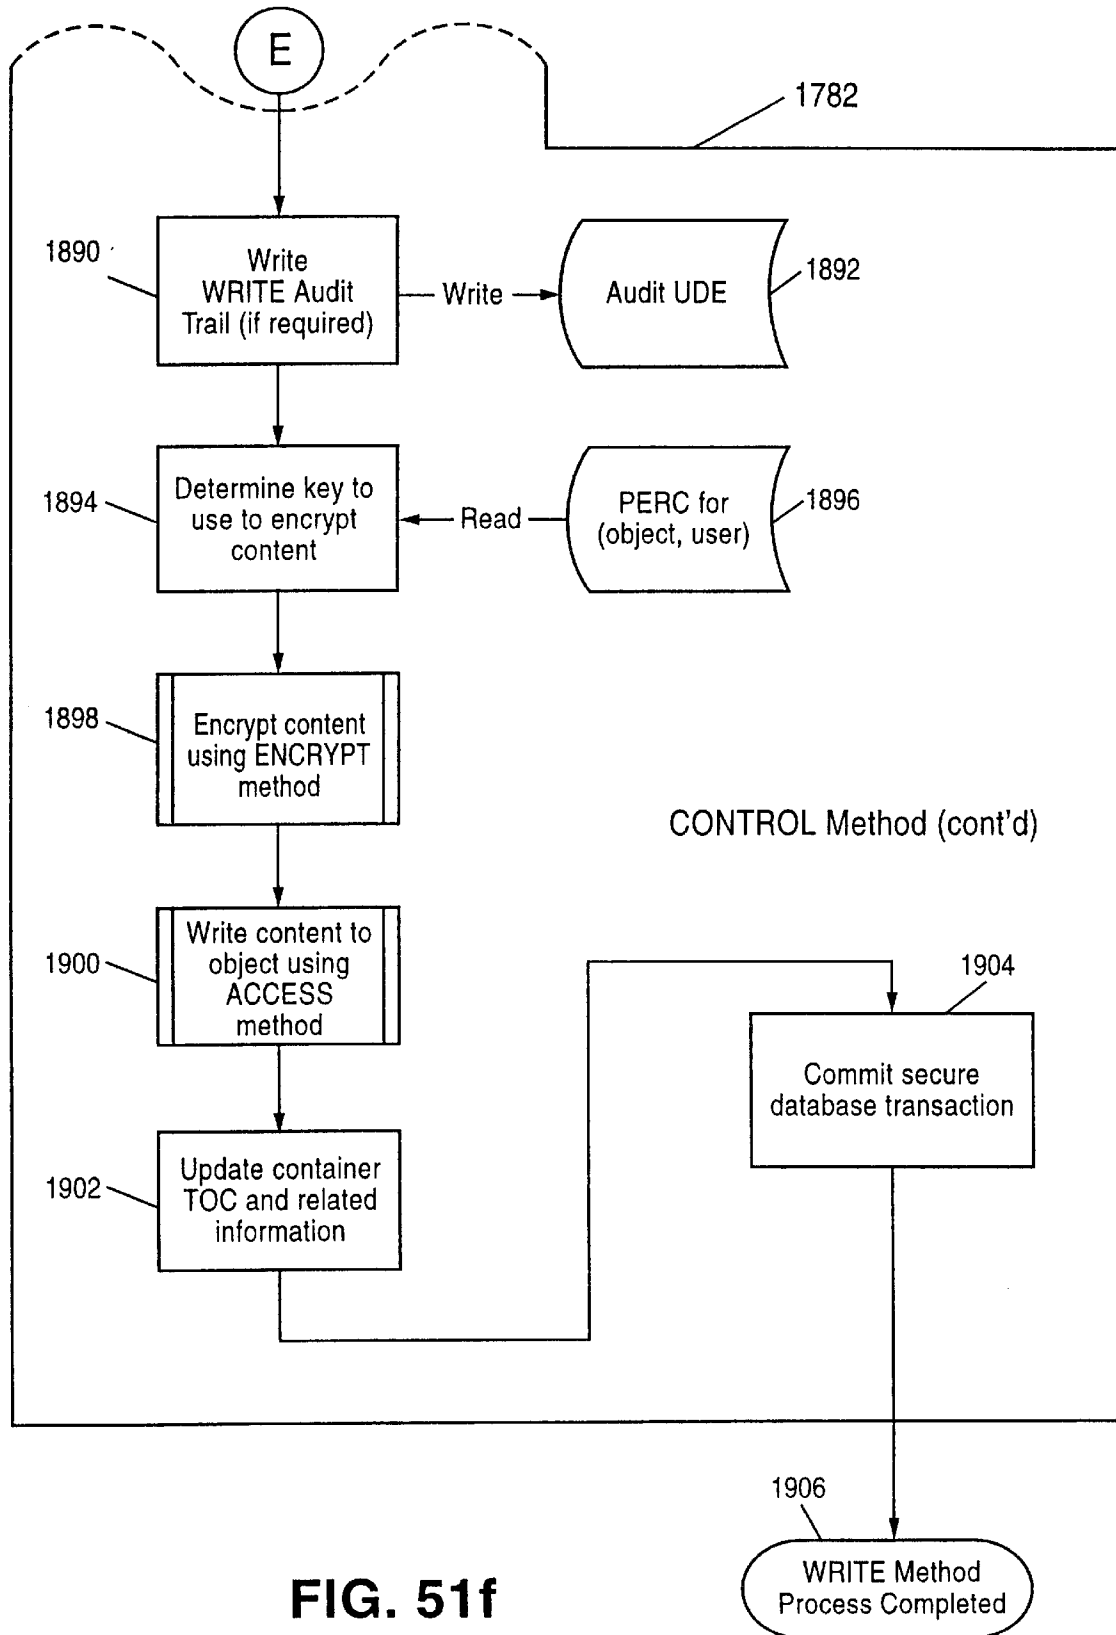 E
1782
1890
Write
WRITE Audit
Trail (if required)
Write
Audit UDE
1892
1894
Determine key to
use to encrypt
content
Read
PERC for
(object, user)
1896
1898
Encrypt content
using ENCRYPT
method
CONTROL Method (cont'd)
1900
Write content to
object using
ACCESS
method
1904
Commit secure
database transaction
1902
Update container
TOC and related
information
1906
WRITE Method
Process Completed
FIG. 51f